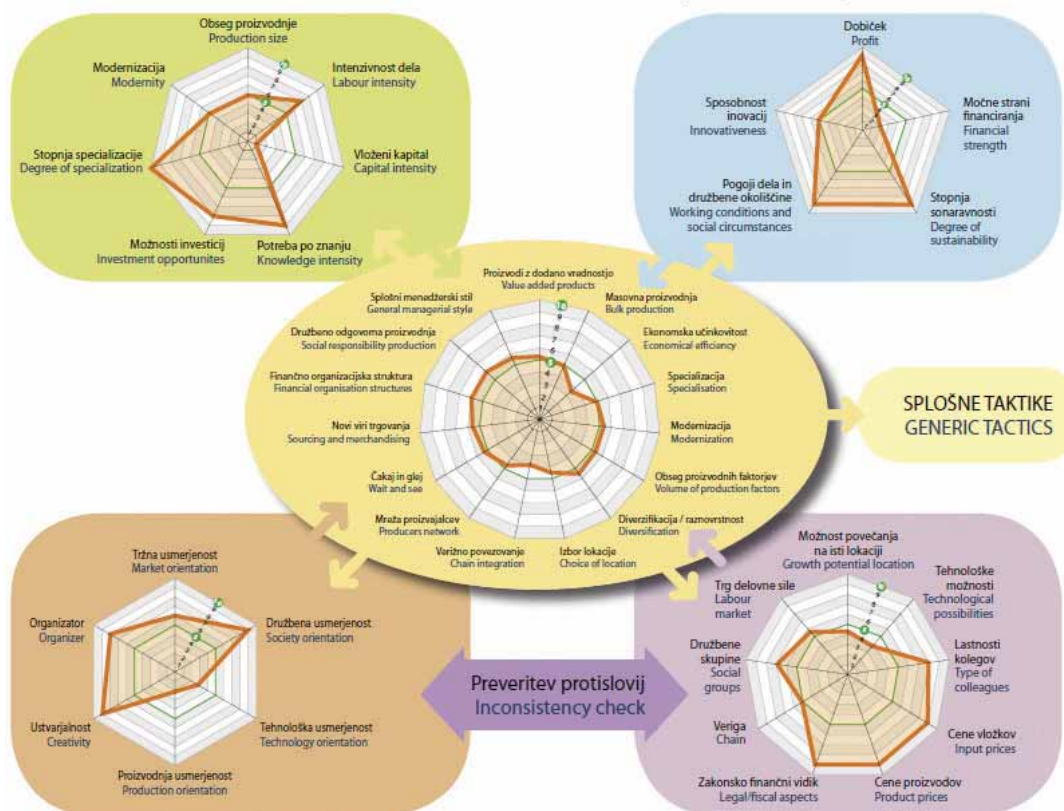 Obseg proizvodnje
Production size
Modernizacija
Modernity
Intenzivnost dela
Labour intensity
Stopnja specializacije
Degree of specialization
Vloženi kapital
Capital intensity
Možnosti investicij
Investment opportunites
Potreba po znanju
Knowledge intensity
Dobiček
Profit
Sposobnost
inovacij
Innovativeness
Močne strani
financiranja
Financial
strength
Pogoji dela in
družbene okoliščine
Working conditions and
social circumstances
Stopnja
sonaravnosti
Degree of
sustainability
Proizvodi z dodano vrednostjo
Value added products
Splošni menedžerski stil
General managerial style
Masovna proizvodnja
Bulk production
Družbeno odgovorna proizvodnja
Social responsibility production
Ekonomska učinkovitost
Economical efficiency
Finančno organizacijska struktura
Financial organisation structures
Specializacija
Specialisation
Novi viri trgovanja
Sourcing and merchandising
Modernizacija
Modernization
Čakaj in glej
Wait and see
Obseg proizvodnih faktorjev
Volume of production factors
Mreža proizvajalcev
Producers network
Diverzifikacija / raznovrstnost
Diversification
Verižno povezovanje
Chain integration
Izbor lokacije
Choice of location
1
2
3
4
5
6
7
8
9
10
SPLOŠNE TAKTIKE
GENERIC TACTICS
Tržna usmerjenost
Market orientation
Organizator
Organizer
Družbena usmerjenost
Society orientation
Ustvarjalnost
Creativity
Tehnološka usmerjenost
Technology orientation
Proizvodnja usmerjenost
Production orientation
Preveritev protislovij
Inconsistency check
Možnost povečanja
na isti lokaciji
Growth potential location
Trg delovne sile
Labour
market
Tehnološke
možnosti
Technological
possibilities
Družbene
skupine
Social
groups
Lastnosti
kolegov
Type of
colleagues
Veriga
Chain
Cene vložkov
Input prices
Zakonsko finančni vidik
Legal/fiscal aspects
Cene proizvodov
Product prices